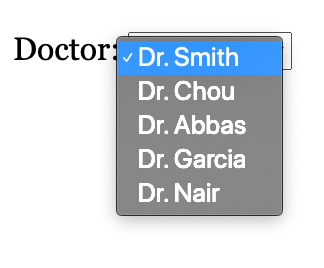 Doctor:
Dr. Smith
Dr. Chou
Dr. Abbas
Dr. Garcia
Dr. Nair